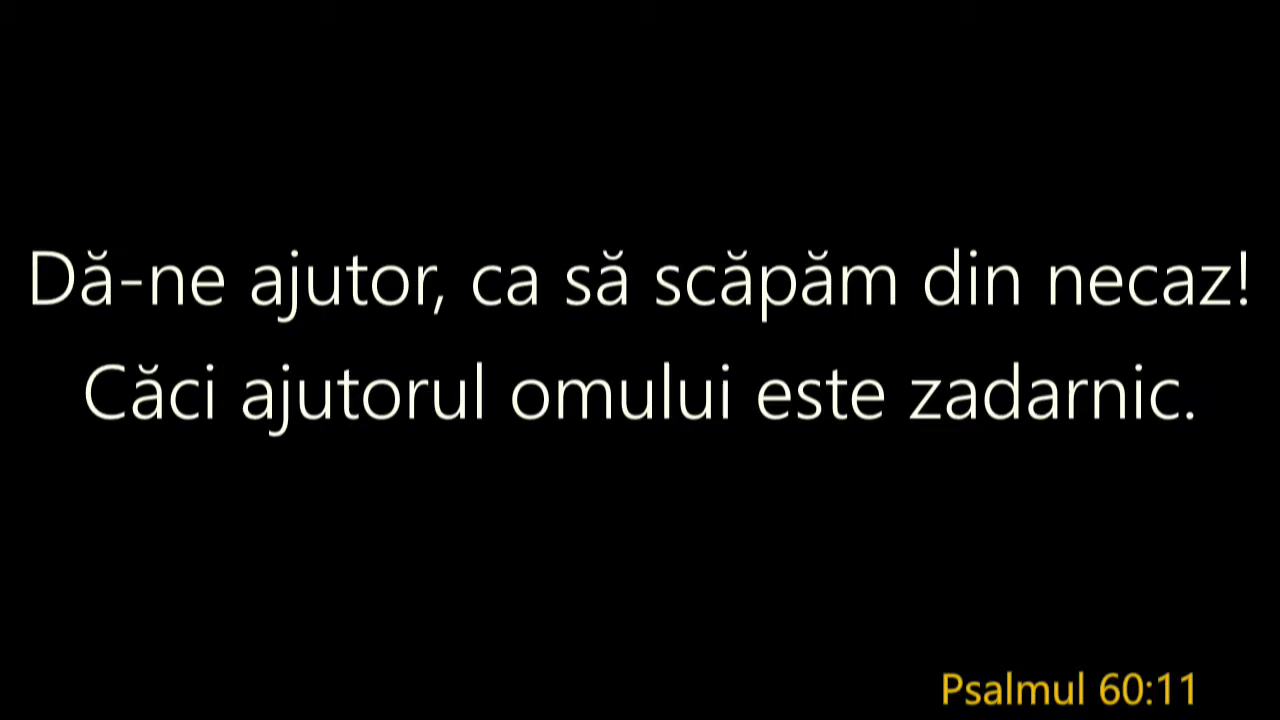 Dă-ne ajutor, ca să scăpăm din necaz!
Căci ajutorul omului este zadarnic.
Psalmul 60:11